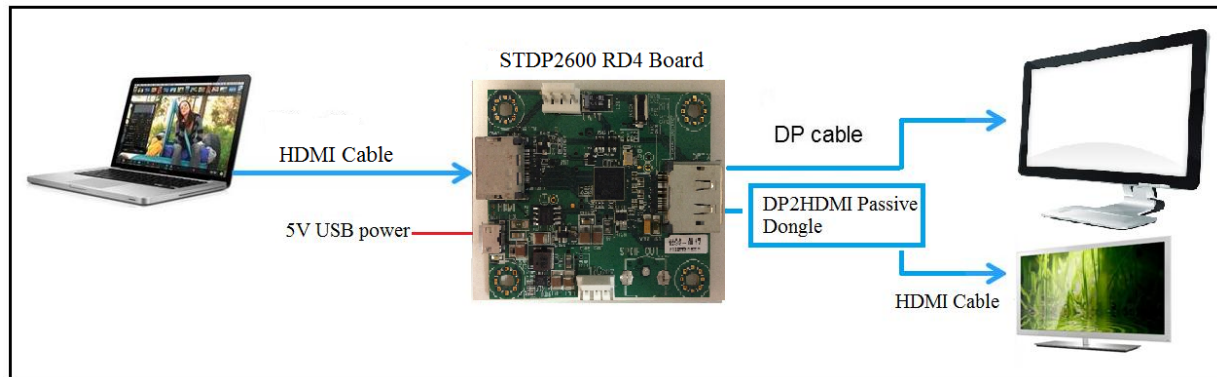 STDP2600 RD4 Board
HDMI Cable
DP cable
5V USB power
DP2HDMI Passive
Dongle
HDMI Cable